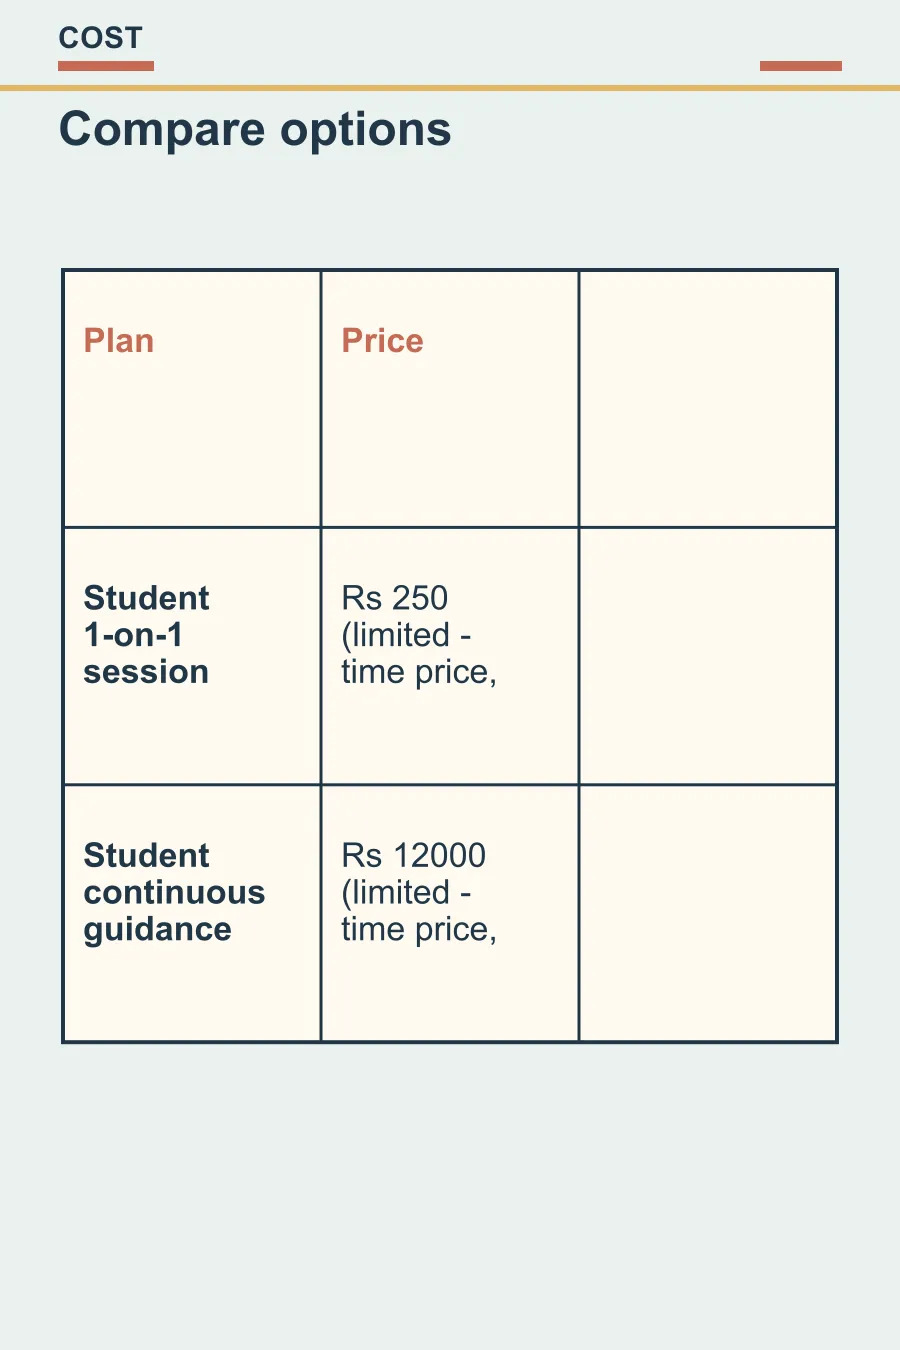 COST
Compare options
Plan
Price
Student
1-on-1
session
Rs 250
(limited -
time price,
Student
continuous
guidance
Rs 12000
(limited -
time price,